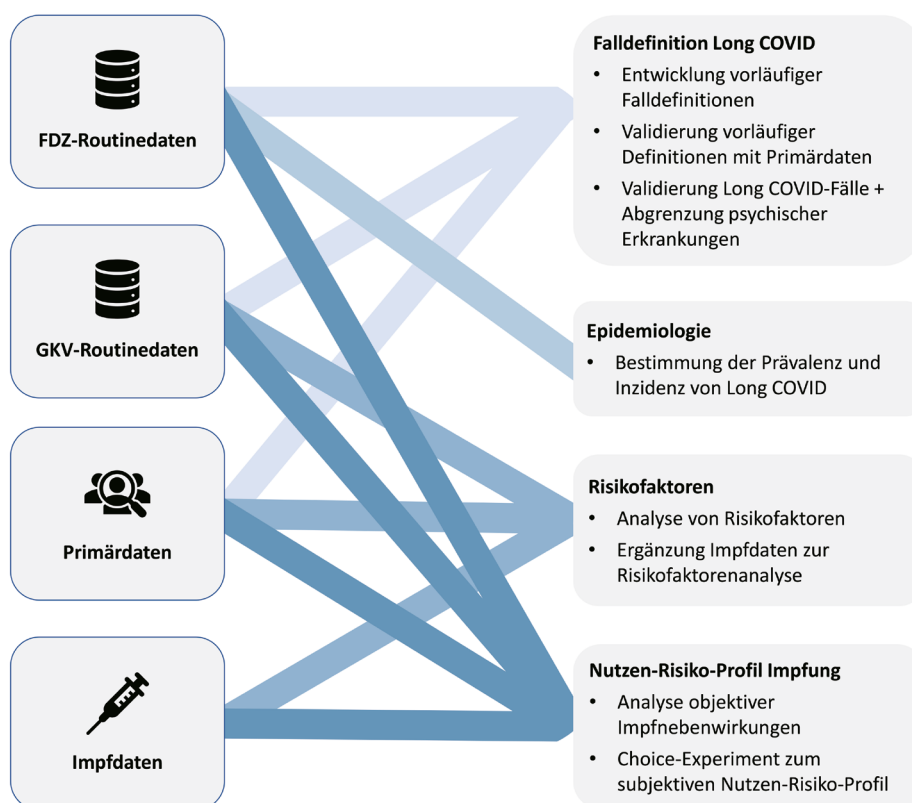 FDZ-Routinedaten
GKV-Routinedaten
Primärdaten
Impfdaten
Falldefinition Long COVID
• Entwicklung vorläufiger
Falldefinitionen
• Validierung vorläufiger
Definitionen mit Primärdaten
• Validierung Long COVID-Fälle +
Abgrenzung psychischer
Erkrankungen
Epidemiologie
• Bestimmung der Prävalenz und
Inzidenz von Long COVID
Risikofaktoren
• Analyse von Risikofaktoren
• Ergänzung Impfdaten zur
Risikofaktorenanalyse
Nutzen-Risiko-Profil Impfung
• Analyse objektiver
Impfnebenwirkungen
• Choice-Experiment zum
subjektiven Nutzen-Risiko-Profil